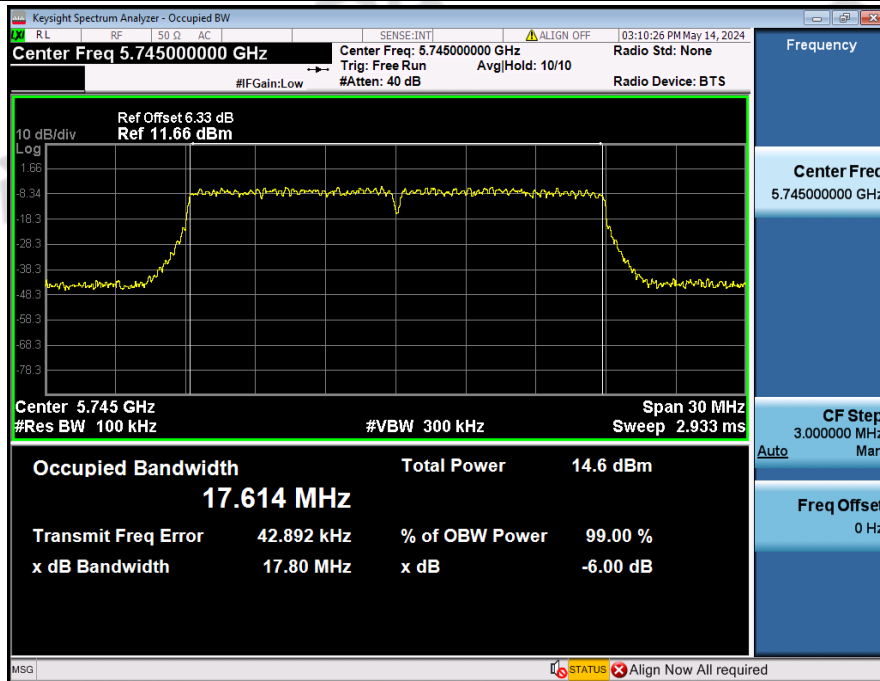 Keysight Spectrum Analyzer - Occupied BW
LXI RL RF 50 Ω AC SENSE:INT ALIGN OFF 03:10:26 PM May 14, 2024
Center Freq 5.745000000 GHz
Center Freq: 5.745000000 GHz
Radio Std: None
Trig: Free Run Avg|Hold: 10/10
#IFGain:Low
#Atten: 40 dB
Radio Device: BTS
Ref Offset 6.33 dB
10 dB/div Ref 11.66 dBm
Log
1.66
-8.34
-18.3
-28.3
-38.3
-48.3
-58.3
-68.3
-78.3
Center 5.745 GHz Span 30 MHz
#Res BW 100 kHz #VBW 300 kHz Sweep 2.933 ms
Occupied Bandwidth Total Power 14.6 dBm
17.614 MHz
Transmit Freq Error 42.892 kHz % of OBW Power 99.00 %
x dB Bandwidth 17.80 MHz x dB -6.00 dB
Frequency
Center Freq
5.745000000 GHz
CF Step
3.000000 MHz
Auto Man
Freq Offset
0 Hz
MSG STATUS Align Now All required